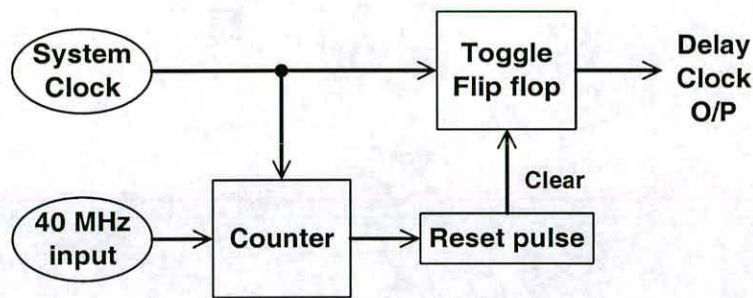 System
Clock
Toggle
Flip flop
Delay
Clock
O/P
Clear
40 MHz
input
Counter
Reset pulse